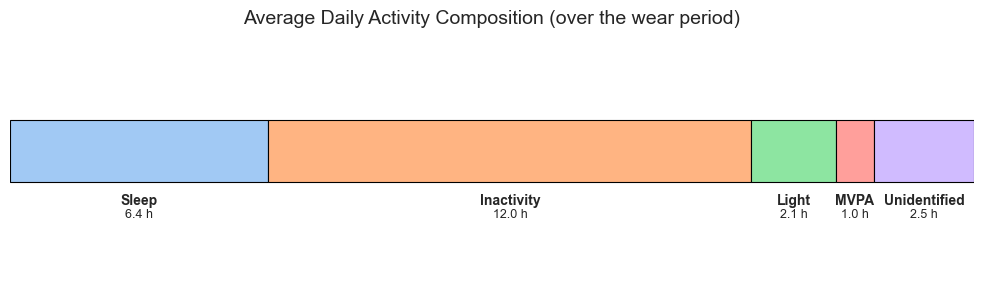 Average Daily Activity Composition (over the wear period)
Sleep
6.4 h
Inactivity
12.0 h
Light
2.1 h
MVPA
1.0 h
Unidentified
2.5 h